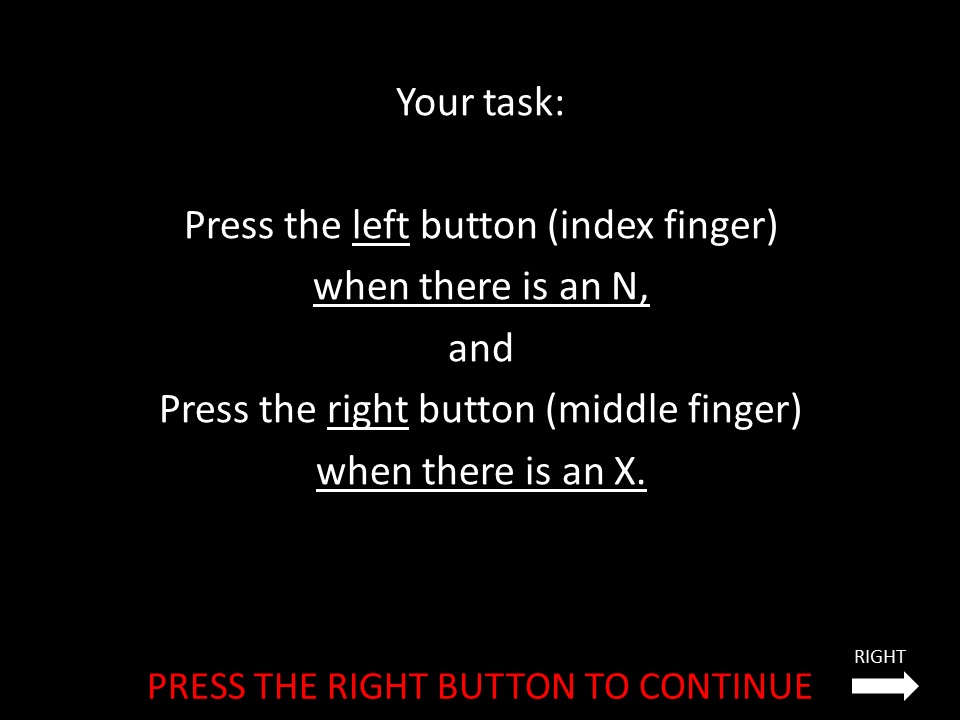 Your task:
Press the left button (index finger)
when there is an N,
and
Press the right button (middle finger)
when there is an X.
RIGHT
PRESS THE RIGHT BUTTON TO CONTINUE